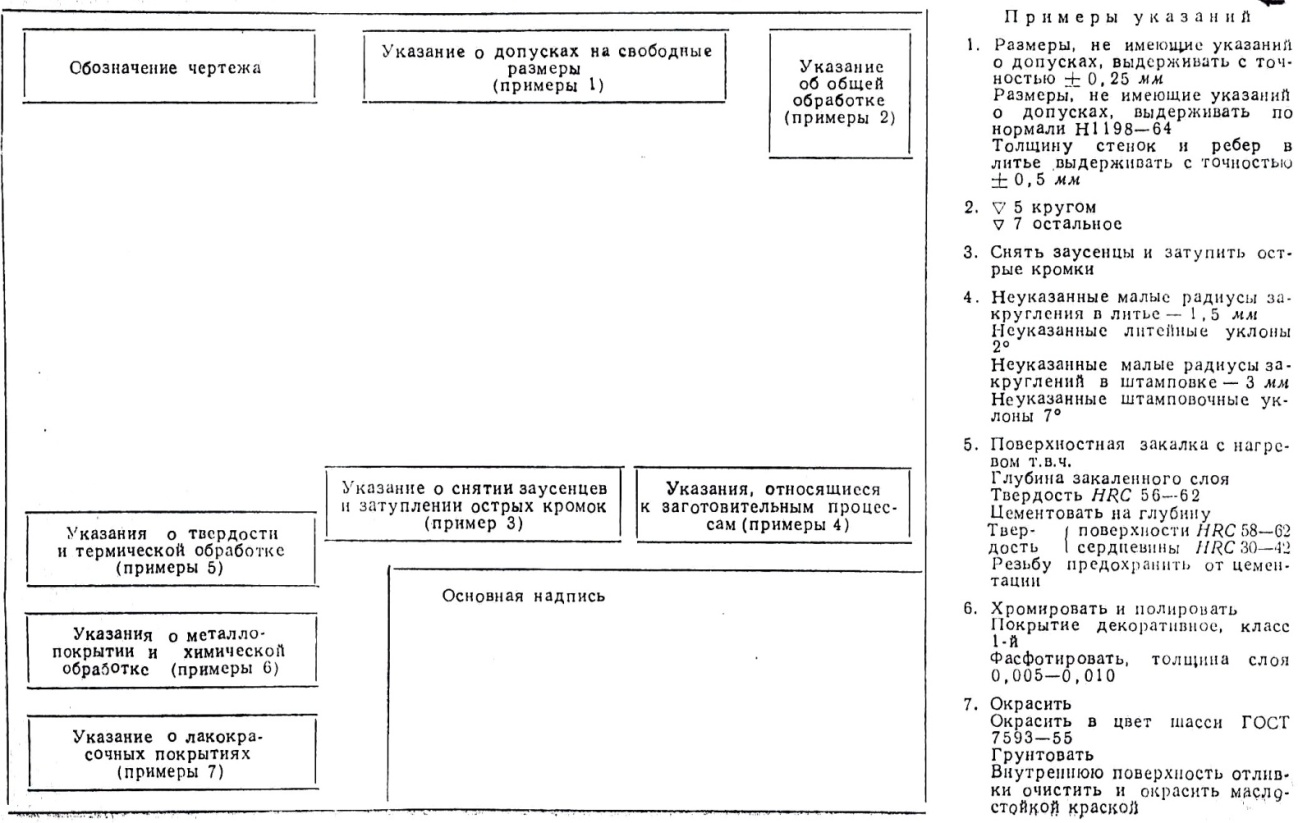 Обозначение чертежа
Указание о допусках на свободные
размеры
(примеры 1)
Указание
об общей
обработке
(примеры 2)
Указание о снятии заусенцев
и затуплении острых кромок
(пример 3)
Указания, относящиеся
к заготовительным процес-
сам (примеры 4)
Указания о твердости
и термической обработке
(примеры 5)
Указания о металло-
покрытии и химической
обработке (примеры 6)
Указание о лакокра-
сочных покрытиях
(примеры 7)
Основная надпись
Примеры указаний
1. Размеры, не имеющие указаний
о допусках, выдерживать с точ-
ностью ± 0,25 мм
Размеры, не имеющие указаний
о допусках, выдерживать по
нормали Н1198—64
Толщину стенок и ребер в
литье выдерживать с точностью
± 0,5 мм
2. ▽ 5 кругом
▽ 7 остальное
3. Снять заусенцы и затупить ост-
рые кромки
4. Неуказанные малые радиусы за-
кругления в литье — 1,5 мм
Неуказанные литейные уклоны
2°
Неуказанные малые радиусы за-
круглений в штамповке — 3 мм
Неуказанные штамповочные ук-
лоны 7°
5. Поверхностная закалка с нагре-
вом т.в.ч.
Глубина закаленного слоя
Твердость HRC 56—62
Цементовать на глубину
Твер- { поверхности HRC 58—62
дость { сердцевины HRC 30—42
Резьбу предохранить от цемен-
тации
6. Хромировать и полировать
Покрытие декоративное, класс
1-й
Фасфотировать, толщина слоя
0,005—0,010
7. Окрасить
Окрасить в цвет шасси ГОСТ
7593—55
Грунтовать
Внутреннюю поверхность отлив-
ки очистить и окрасить масло-
стойкой краской